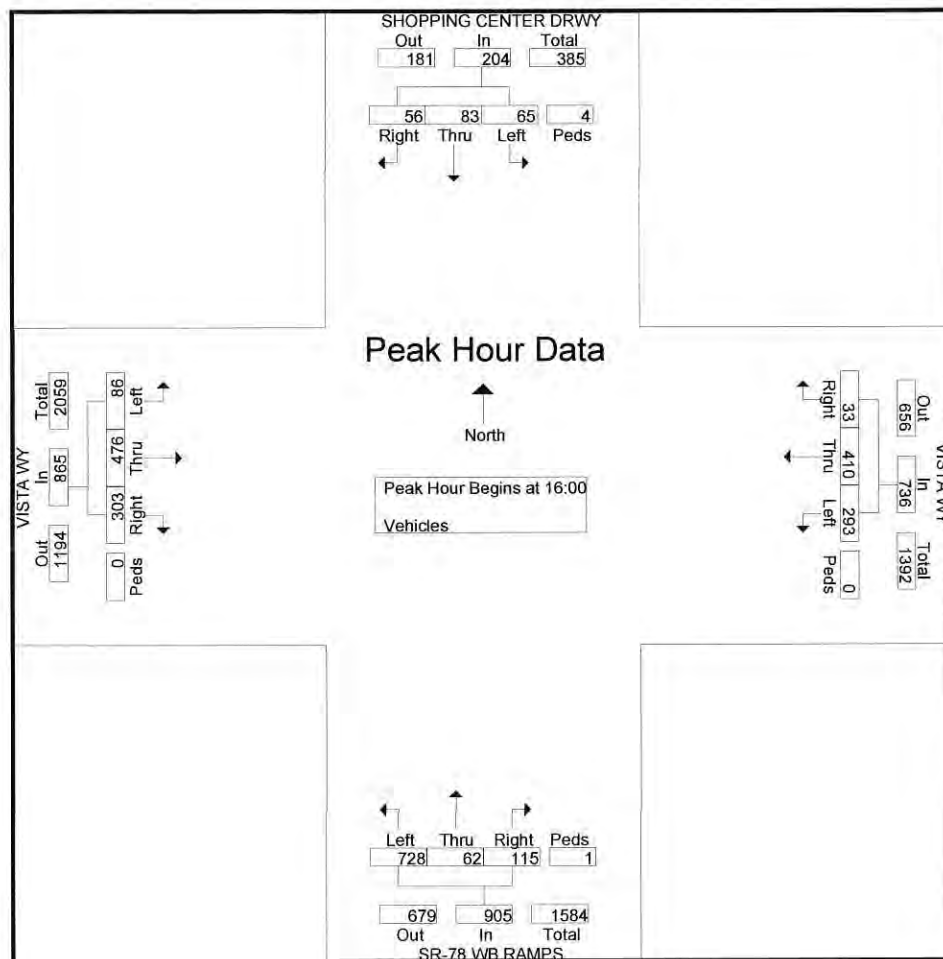 SHOPPING CENTER DRWY
Out In Total
181 204 385
56 83 65 4
Right Thru Left Peds
Peak Hour Data
North
Peak Hour Begins at 16:00
Vehicles
VISTA WY
Total In Out
2059 865 1194
86 476 303 0
Left Thru Right Peds
VISTA WY
Out In Total
656 736 1392
33 410 293 0
Right Thru Left Peds
Left Thru Right Peds
728 62 115 1
679 905 1584
Out In Total
SR-78 WB RAMPS